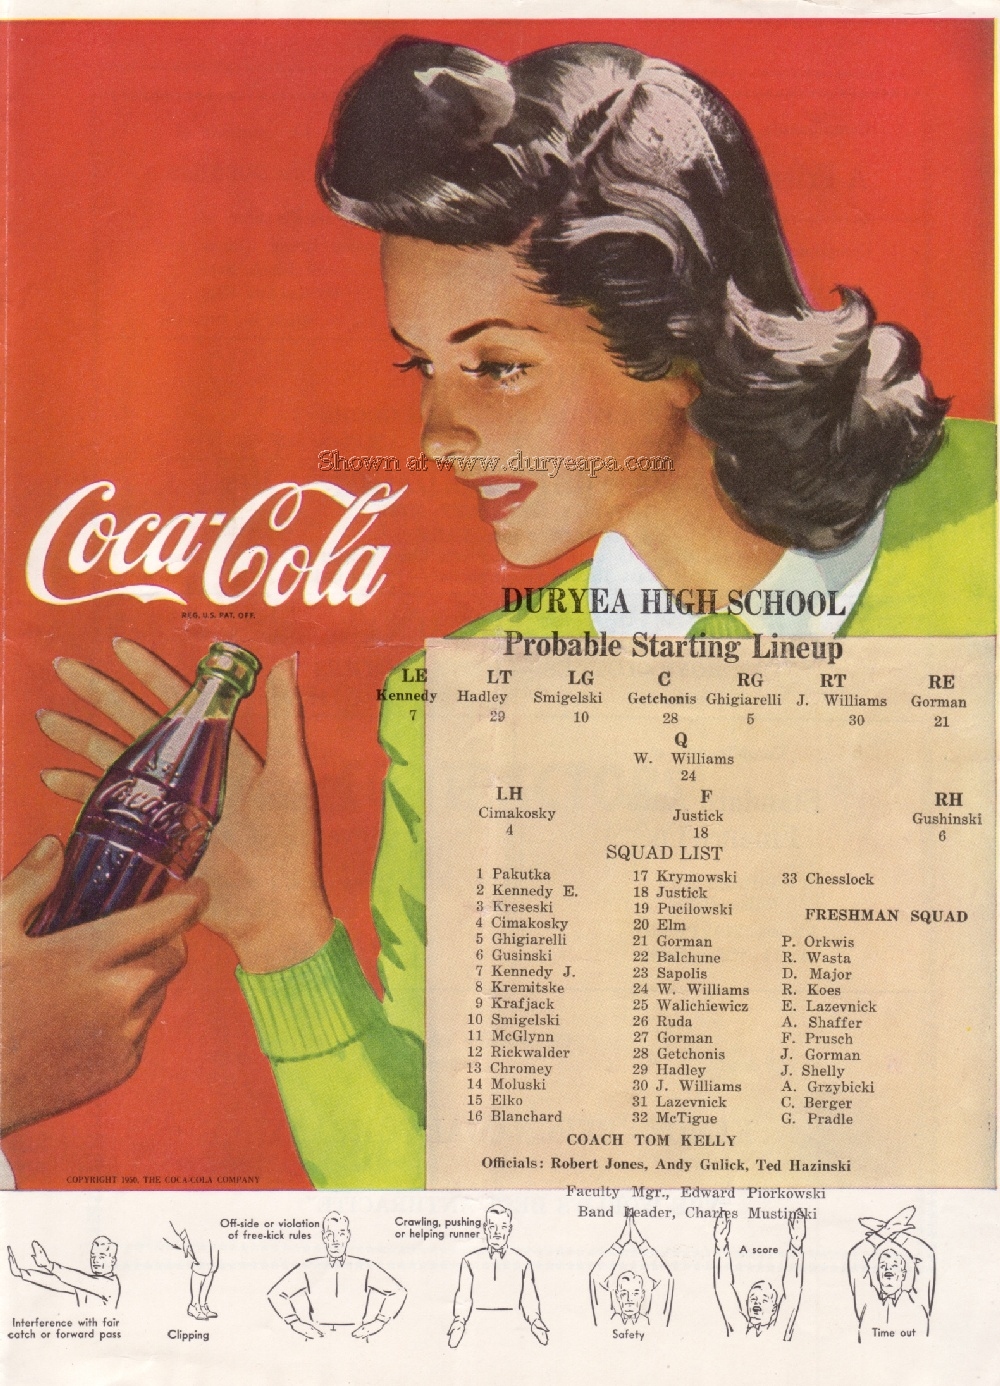 Shown at www.duryeapa.com
Coca-Cola
REG. U.S. PAT. OFF.
Coca-Cola
DURYEA HIGH SCHOOL
Probable Starting Lineup
LE LT LG C RG RT RE
Kennedy Hadley Smigelski Getchonis Ghigiarelli J. Williams Gorman
7 29 10 28 5 30 21
Q
W. Williams
24
LH F RH
Cimakosky Justick Gushinski
4 18 6
SQUAD LIST
1 Pakutka
2 Kennedy E.
3 Kreseski
4 Cimakosky
5 Ghigiarelli
6 Gusinski
7 Kennedy J.
8 Kremitske
9 Krafjack
10 Smigelski
11 McGlynn
12 Rickwalder
13 Chromey
14 Moluski
15 Elko
16 Blanchard
17 Krymowski
18 Justick
19 Pucilowski
20 Elm
21 Gorman
22 Balchune
23 Sapolis
24 W. Williams
25 Walichiewicz
26 Ruda
27 Gorman
28 Getchonis
29 Hadley
30 J. Williams
31 Lazevnick
32 McTigue
33 Chesslock
FRESHMAN SQUAD
P. Orkwis
R. Wasta
D. Major
R. Koes
E. Lazevnick
A. Shaffer
F. Prusch
J. Gorman
J. Shelly
A. Grzybicki
C. Berger
G. Pradle
COACH TOM KELLY
Officials: Robert Jones, Andy Gulick, Ted Hazinski
Faculty Mgr., Edward Piorkowski
Band Leader, Charles Mustinski
COPYRIGHT 1950, THE COCA-COLA COMPANY
Interference with fair
catch or forward pass
Clipping
Off-side or violation
of free-kick rules
Crawling, pushing
or helping runner
Safety
A score
Time out